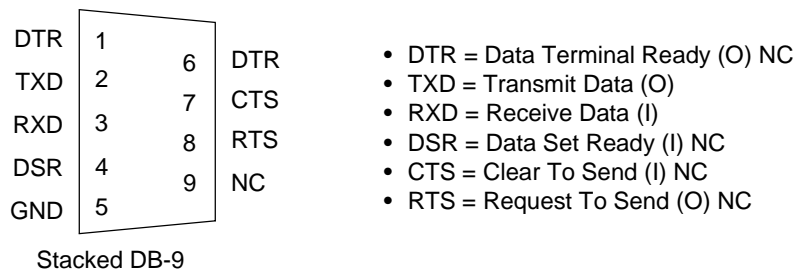 DTR 1
6 DTR
TXD 2
7 CTS
RXD 3
8 RTS
DSR 4
9 NC
GND 5
Stacked DB-9
• DTR = Data Terminal Ready (O) NC
• TXD = Transmit Data (O)
• RXD = Receive Data (I)
• DSR = Data Set Ready (I) NC
• CTS = Clear To Send (I) NC
• RTS = Request To Send (O) NC